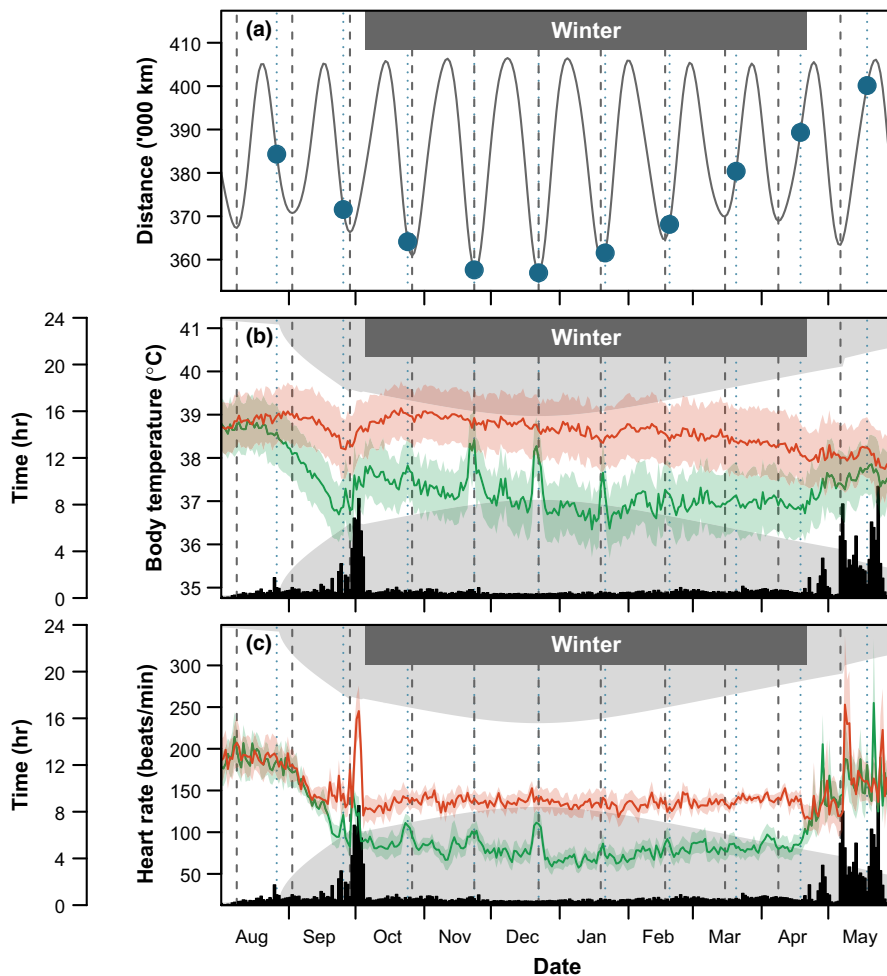 (a)
Winter
410
400
390
380
370
360
Distance ('000 km)
(b)
Winter
24
20
16
12
8
4
0
Time (hr)
41
40
39
38
37
36
35
Body temperature (°C)
(c)
Winter
24
20
16
12
8
4
0
Time (hr)
300
250
200
150
100
50
Heart rate (beats/min)
Aug Sep Oct Nov Dec Jan Feb Mar Apr May
Date